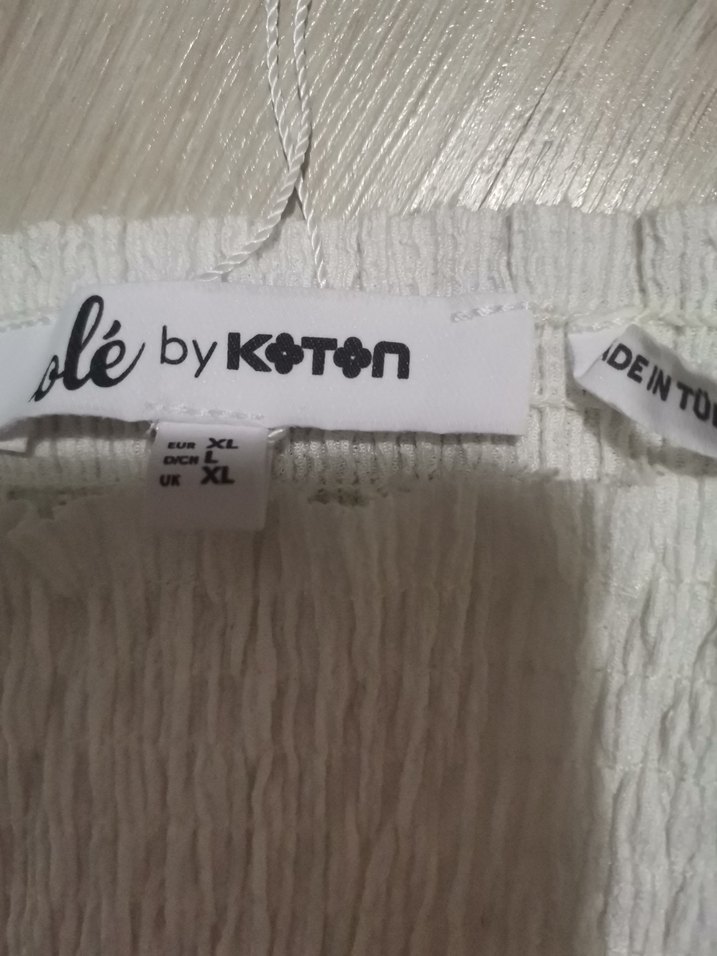 olé by KOTON
EUR XL
D/CH L
UK XL
ADE IN TÜ